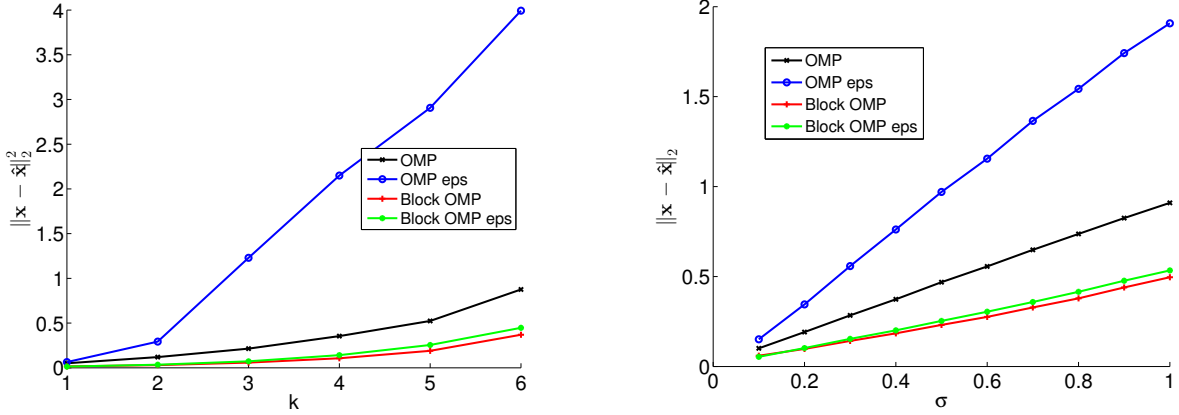 4
3.5
3
2.5
2
1.5
1
0.5
0
‖x − x̂‖₂²
1 2 3 4 5 6
k
OMP
OMP eps
Block OMP
Block OMP eps
2
1.5
1
0.5
0
‖x − x̂‖₂
0 0.2 0.4 0.6 0.8 1
σ
OMP
OMP eps
Block OMP
Block OMP eps